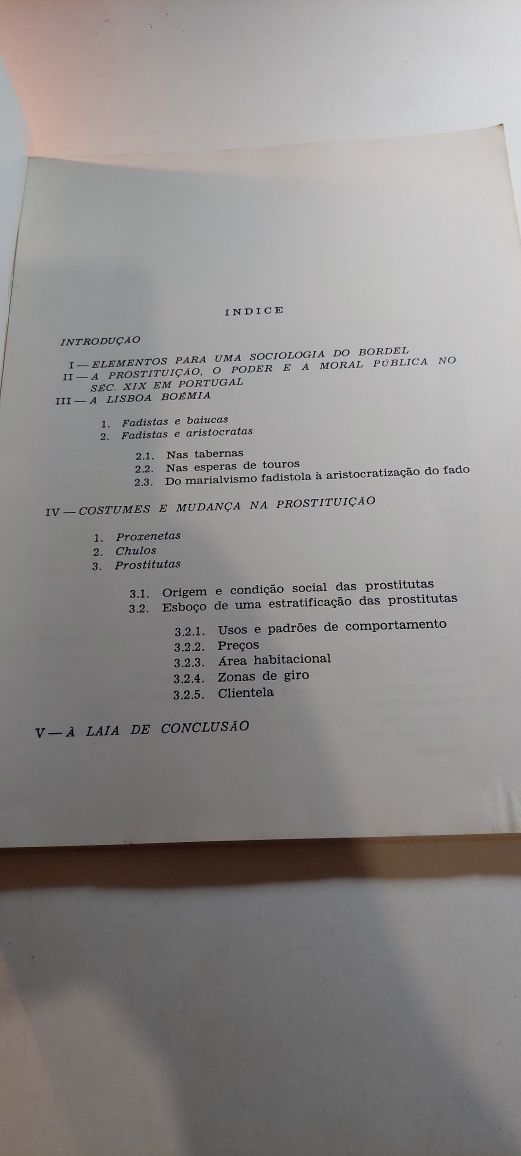 INDICE
INTRODUÇÃO
I — ELEMENTOS PARA UMA SOCIOLOGIA DO BORDEL
II — A PROSTITUIÇÃO, O PODER E A MORAL PÚBLICA NO
SÉC. XIX EM PORTUGAL
III — A LISBOA BOÉMIA
1. Fadistas e baiucas
2. Fadistas e aristocratas
2.1. Nas tabernas
2.2. Nas esperas de touros
2.3. Do marialvismo fadistola à aristocratização do fado
IV — COSTUMES E MUDANÇA NA PROSTITUIÇÃO
1. Proxenetas
2. Chulos
3. Prostitutas
3.1. Origem e condição social das prostitutas
3.2. Esboço de uma estratificação das prostitutas
3.2.1. Usos e padrões de comportamento
3.2.2. Preços
3.2.3. Área habitacional
3.2.4. Zonas de giro
3.2.5. Clientela
V — À LAIA DE CONCLUSÃO